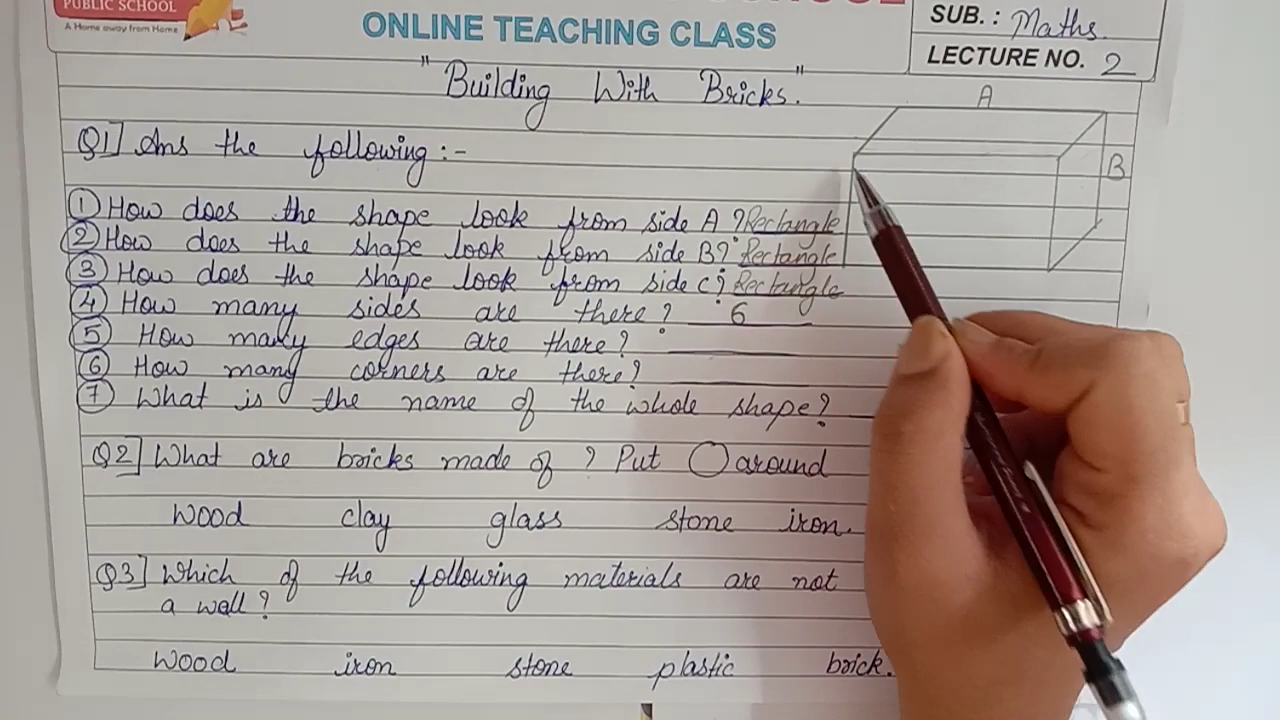 PUBLIC SCHOOL
A Home away from Home
ONLINE TEACHING CLASS
SUB. : Maths.
LECTURE NO. 2
"Building With Bricks."
A
B
Q1] Ans the following :-
① How does the shape look from side A ? Rectangle
② How does the shape look from side B? Rectangle
③ How does the shape look from side C? Rectangle
④ How many sides are there? 6
⑤ How many edges are there?
⑥ How many corners are there?
⑦ What is the name of the whole shape?
Q2] What are bricks made of ? Put ◯ around
wood clay glass stone iron.
Q3] Which of the following materials are not
a wall?
wood iron stone plastic brick.